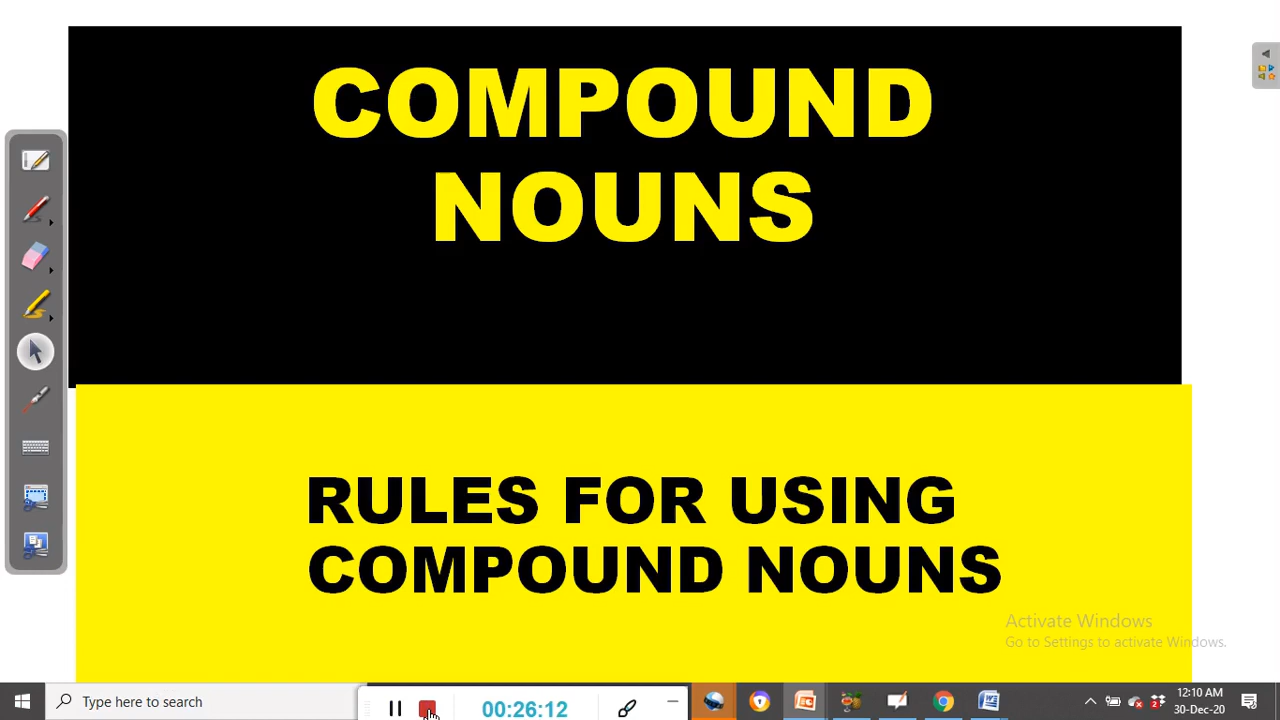 COMPOUND
NOUNS
RULES FOR USING
COMPOUND NOUNS
Activate Windows
Go to Settings to activate Windows.
Type here to search
00:26:12
12:10 AM
30-Dec-20